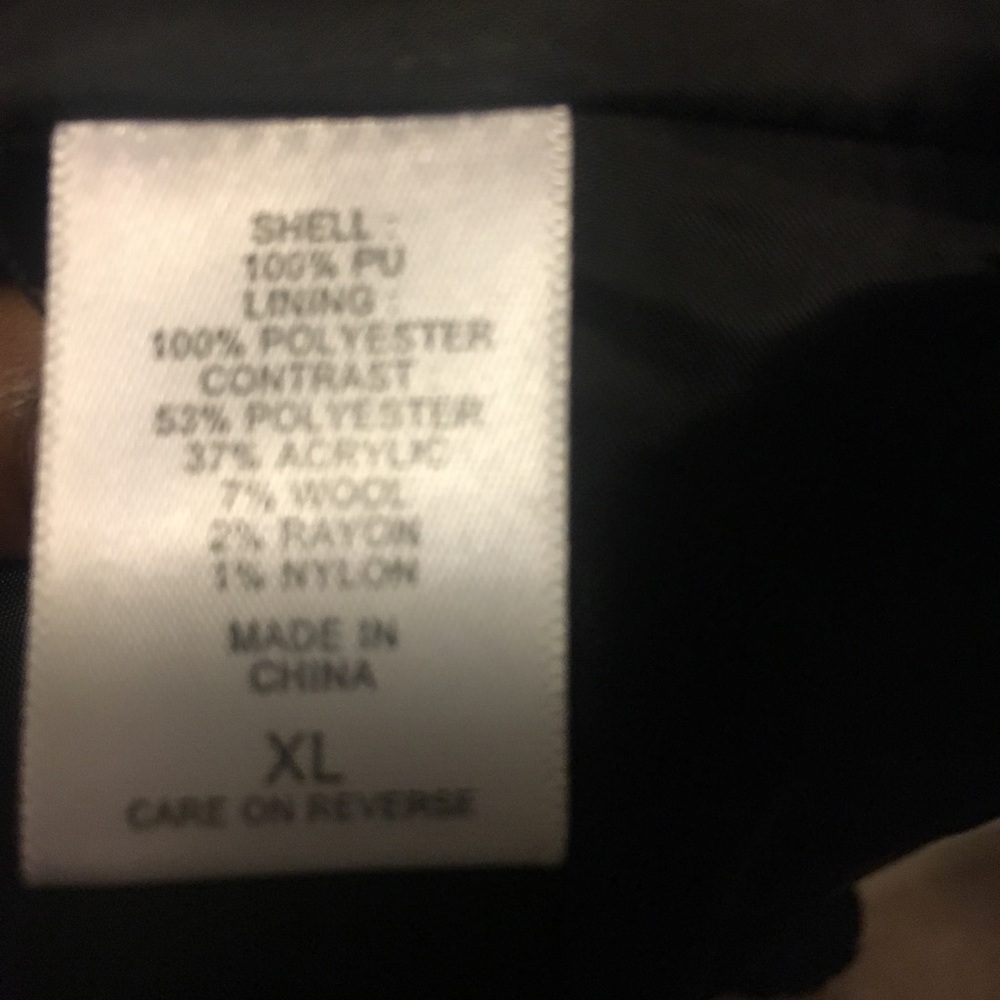 SHELL :
100% PU
LINING :
100% POLYESTER
CONTRAST
53% POLYESTER
37% ACRYLIC
7% WOOL
2% RAYON
1% NYLON
MADE IN
CHINA
XL
CARE ON REVERSE